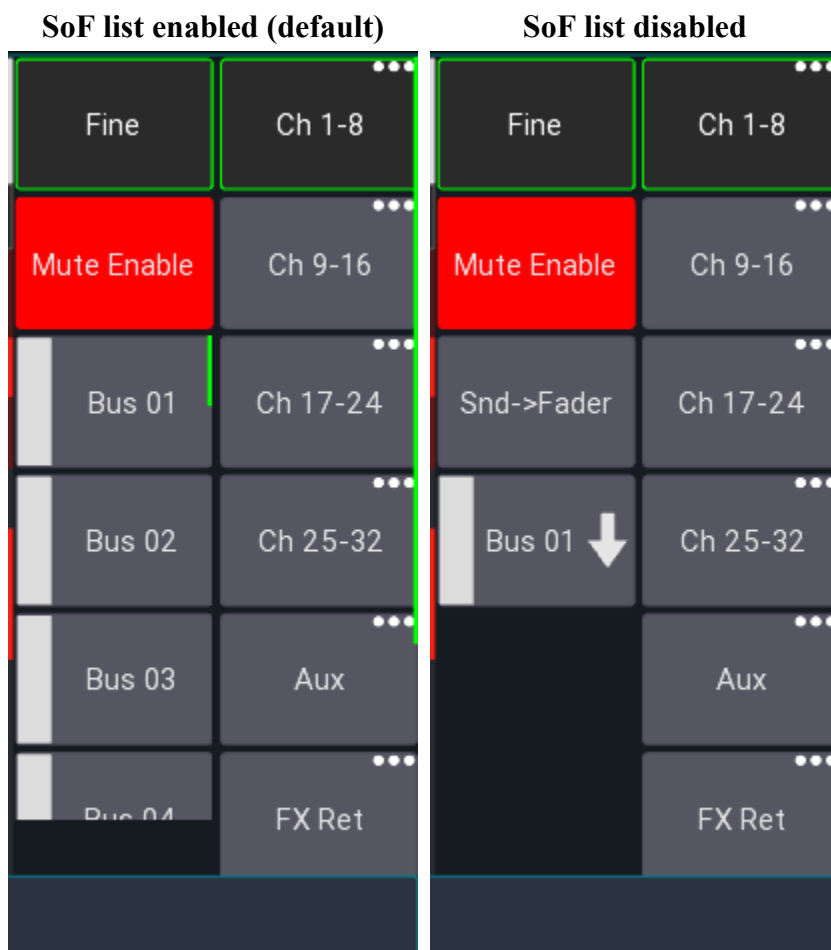 SoF list enabled (default)
SoF list disabled
Fine
Ch 1-8
Mute Enable
Ch 9-16
Bus 01
Ch 17-24
Bus 02
Ch 25-32
Bus 03
Aux
Bus 04
FX Ret
Fine
Ch 1-8
Mute Enable
Ch 9-16
Snd->Fader
Ch 17-24
Bus 01
Ch 25-32
Aux
FX Ret